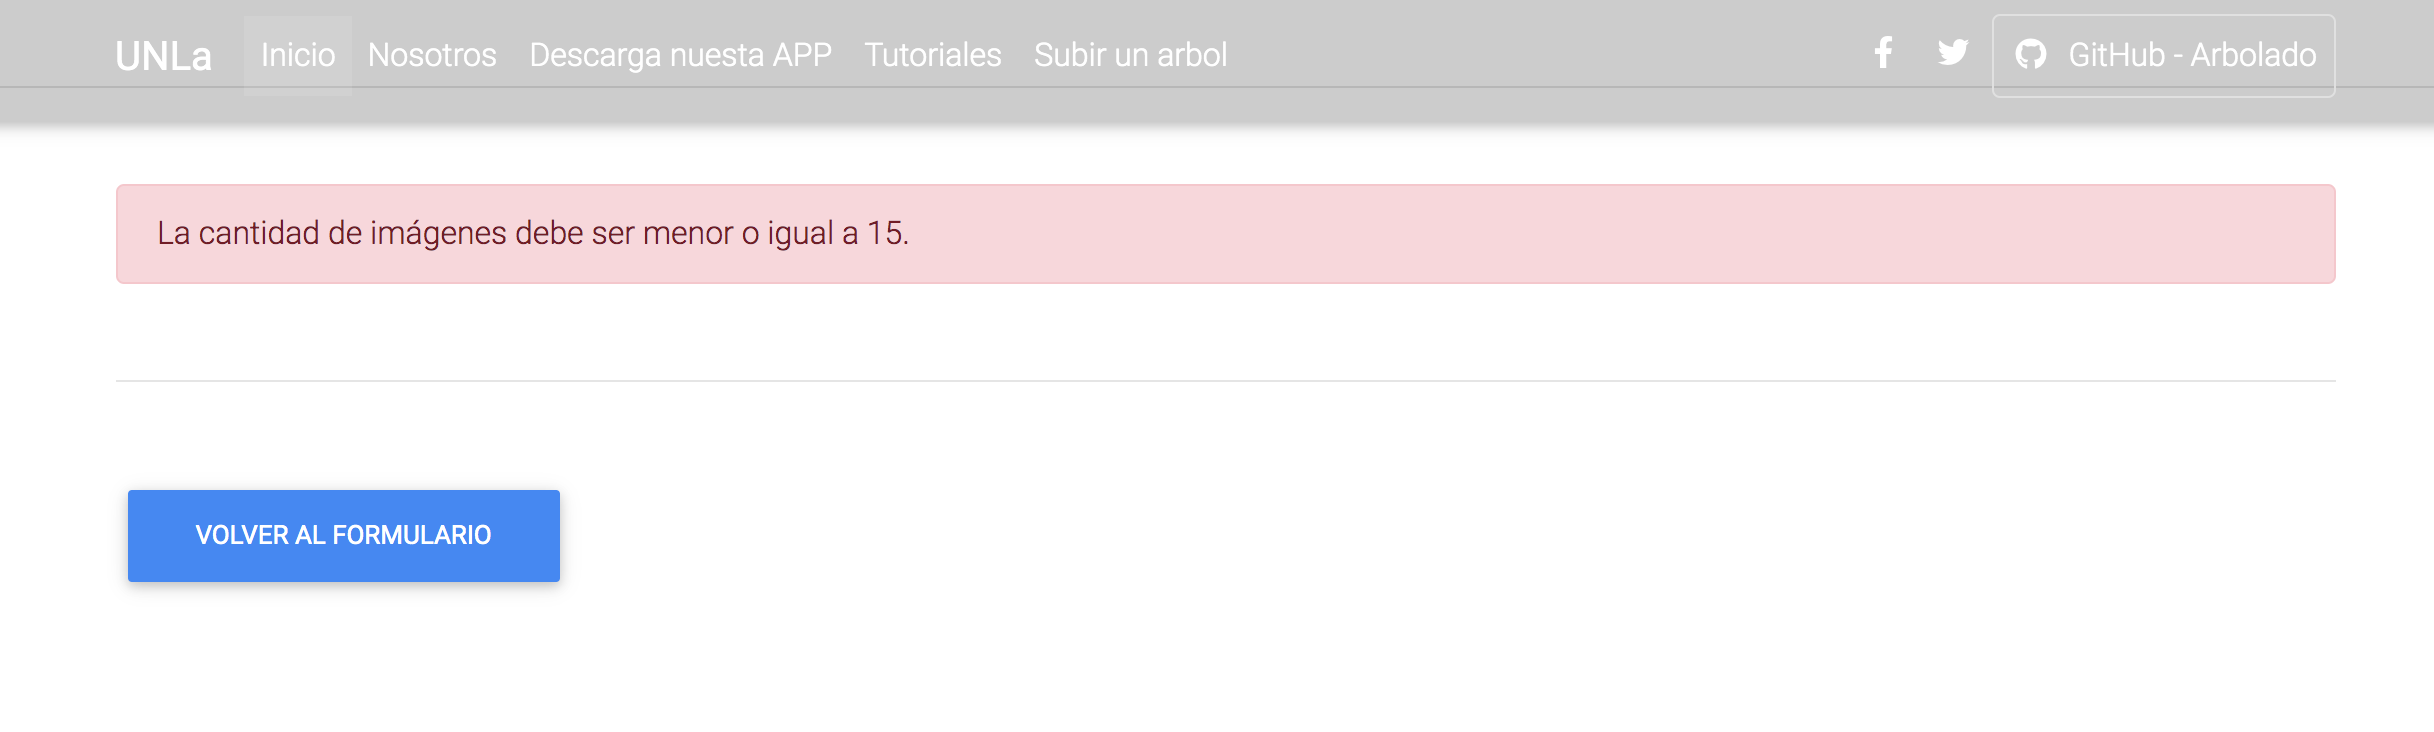 UNLa Inicio Nosotros Descarga nuesta APP Tutoriales Subir un arbol GitHub - Arbolado
La cantidad de imágenes debe ser menor o igual a 15.
VOLVER AL FORMULARIO